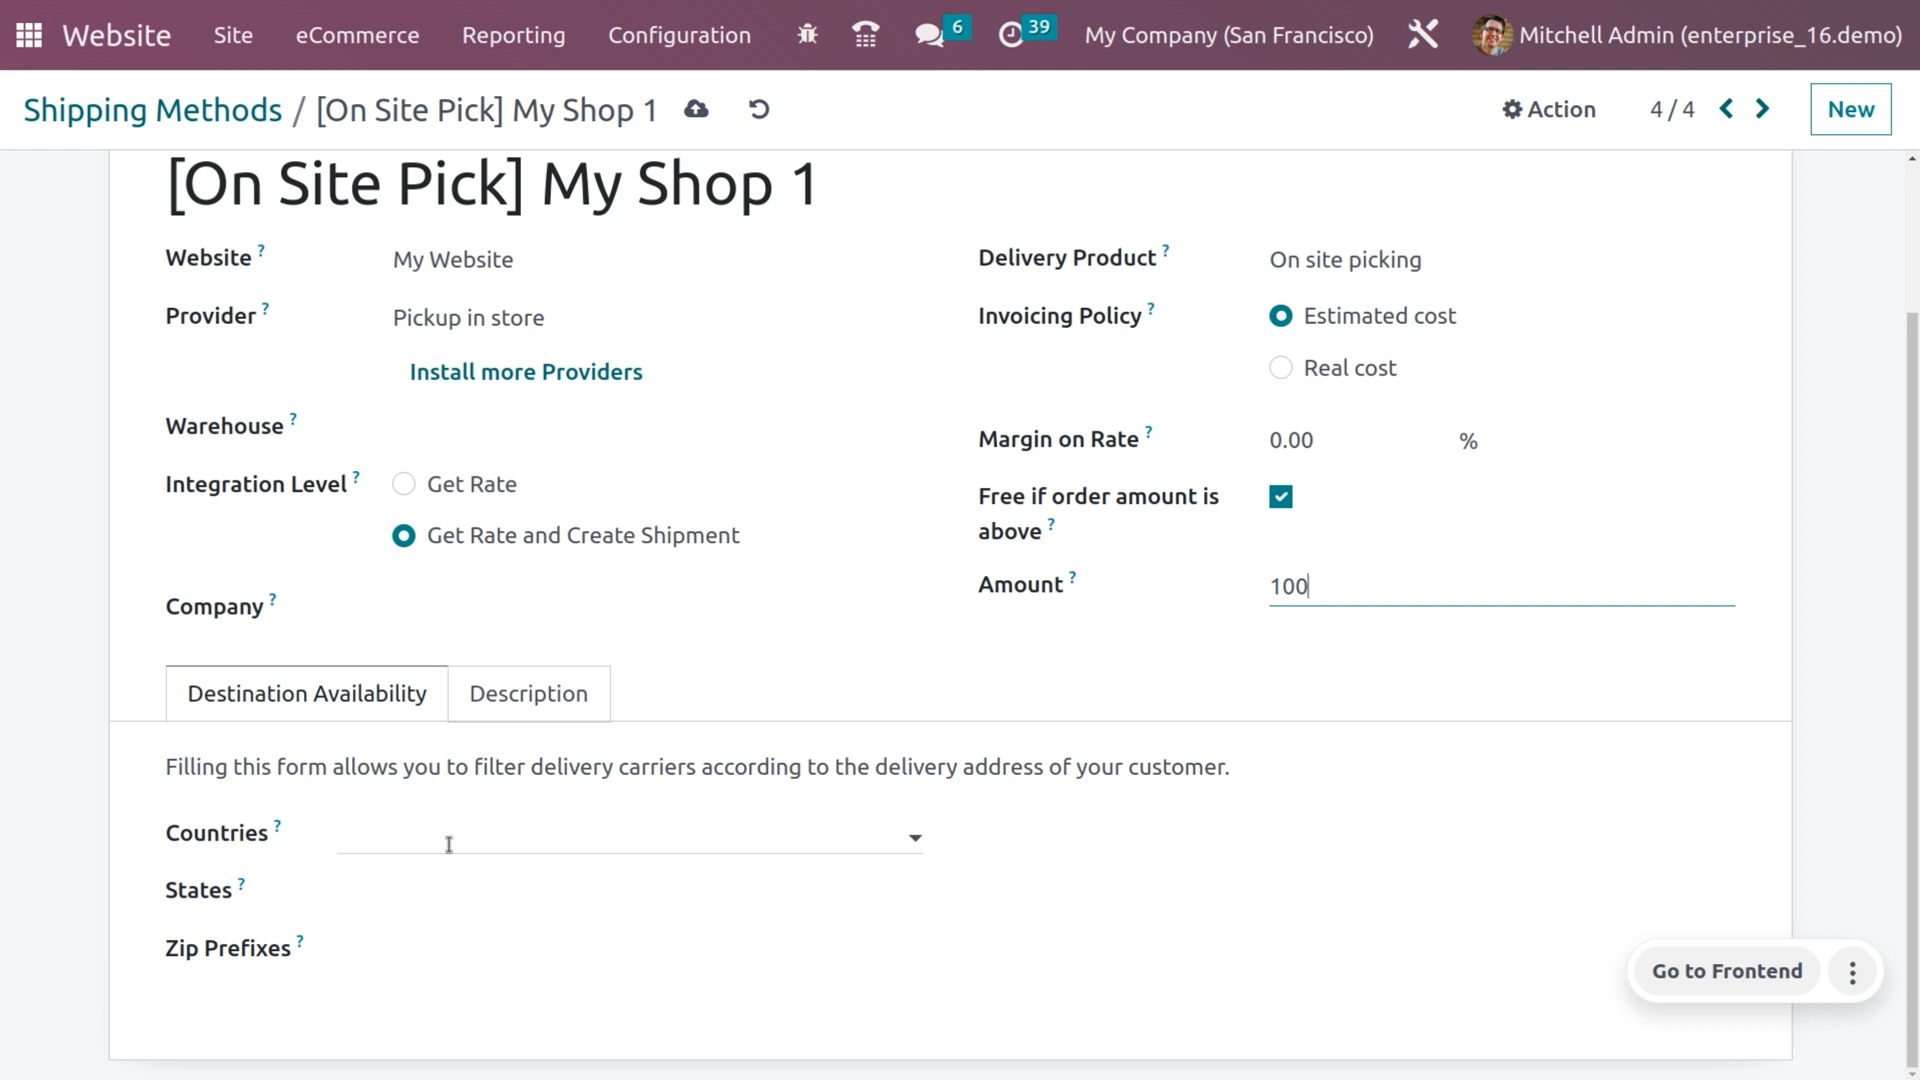 Website Site eCommerce Reporting Configuration 6 39 My Company (San Francisco) Mitchell Admin (enterprise_16.demo)
Shipping Methods / [On Site Pick] My Shop 1 Action 4 / 4 New
[On Site Pick] My Shop 1
Website ? My Website Delivery Product ? On site picking
Provider ? Pickup in store Invoicing Policy ? Estimated cost
Install more Providers Real cost
Warehouse ? Margin on Rate ? 0.00 %
Integration Level ? Get Rate Free if order amount is
above ?
Get Rate and Create Shipment
Company ? Amount ? 100
Destination Availability Description
Filling this form allows you to filter delivery carriers according to the delivery address of your customer.
Countries ?
States ?
Zip Prefixes ?
Go to Frontend